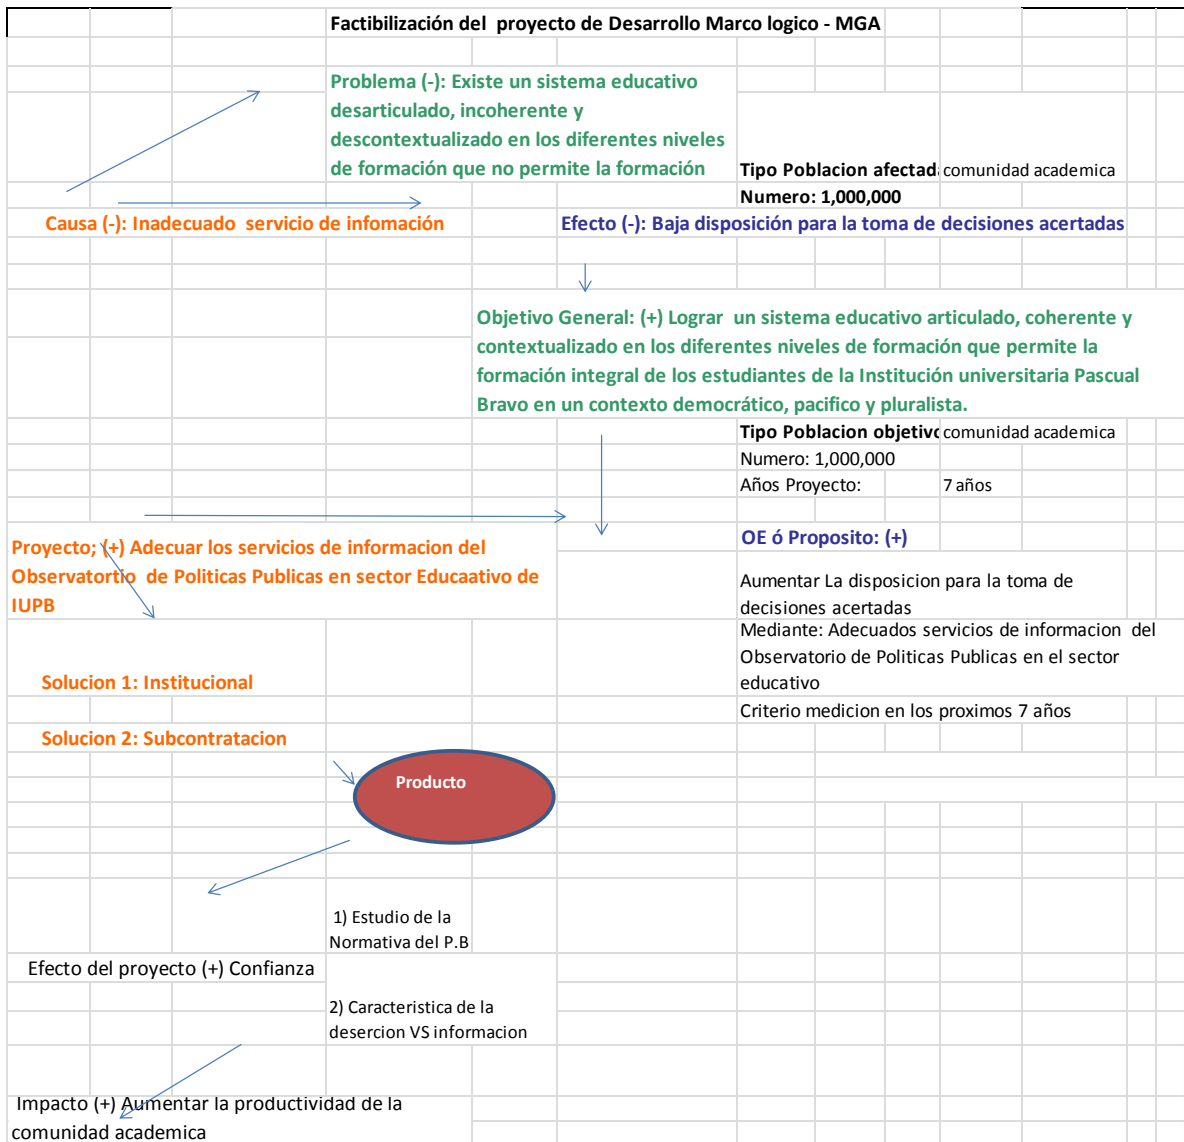 Factibilización del proyecto de Desarrollo Marco logico - MGA
Problema (-): Existe un sistema educativo
desarticulado, incoherente y
descontextualizado en los diferentes niveles
de formación que no permite la formación
Tipo Poblacion afectad
comunidad academica
Numero: 1,000,000
Causa (-): Inadecuado servicio de infomación
Efecto (-): Baja disposición para la toma de decisiones acertadas
Objetivo General: (+) Lograr un sistema educativo articulado, coherente y
contextualizado en los diferentes niveles de formación que permite la
formación integral de los estudiantes de la Institución universitaria Pascual
Bravo en un contexto democrático, pacifico y pluralista.
Tipo Poblacion objetivo
comunidad academica
Numero: 1,000,000
Años Proyecto:
7 años
Proyecto; (+) Adecuar los servicios de informacion del
Observatortio de Politicas Publicas en sector Educaativo de
IUPB
OE ó Proposito: (+)
Aumentar La disposicion para la toma de
decisiones acertadas
Mediante: Adecuados servicios de informacion del
Observatorio de Politicas Publicas en el sector
educativo
Criterio medicion en los proximos 7 años
Solucion 1: Institucional
Solucion 2: Subcontratacion
Producto
1) Estudio de la
Normativa del P.B
Efecto del proyecto (+) Confianza
2) Caracteristica de la
desercion VS informacion
Impacto (+) Aumentar la productividad de la
comunidad academica